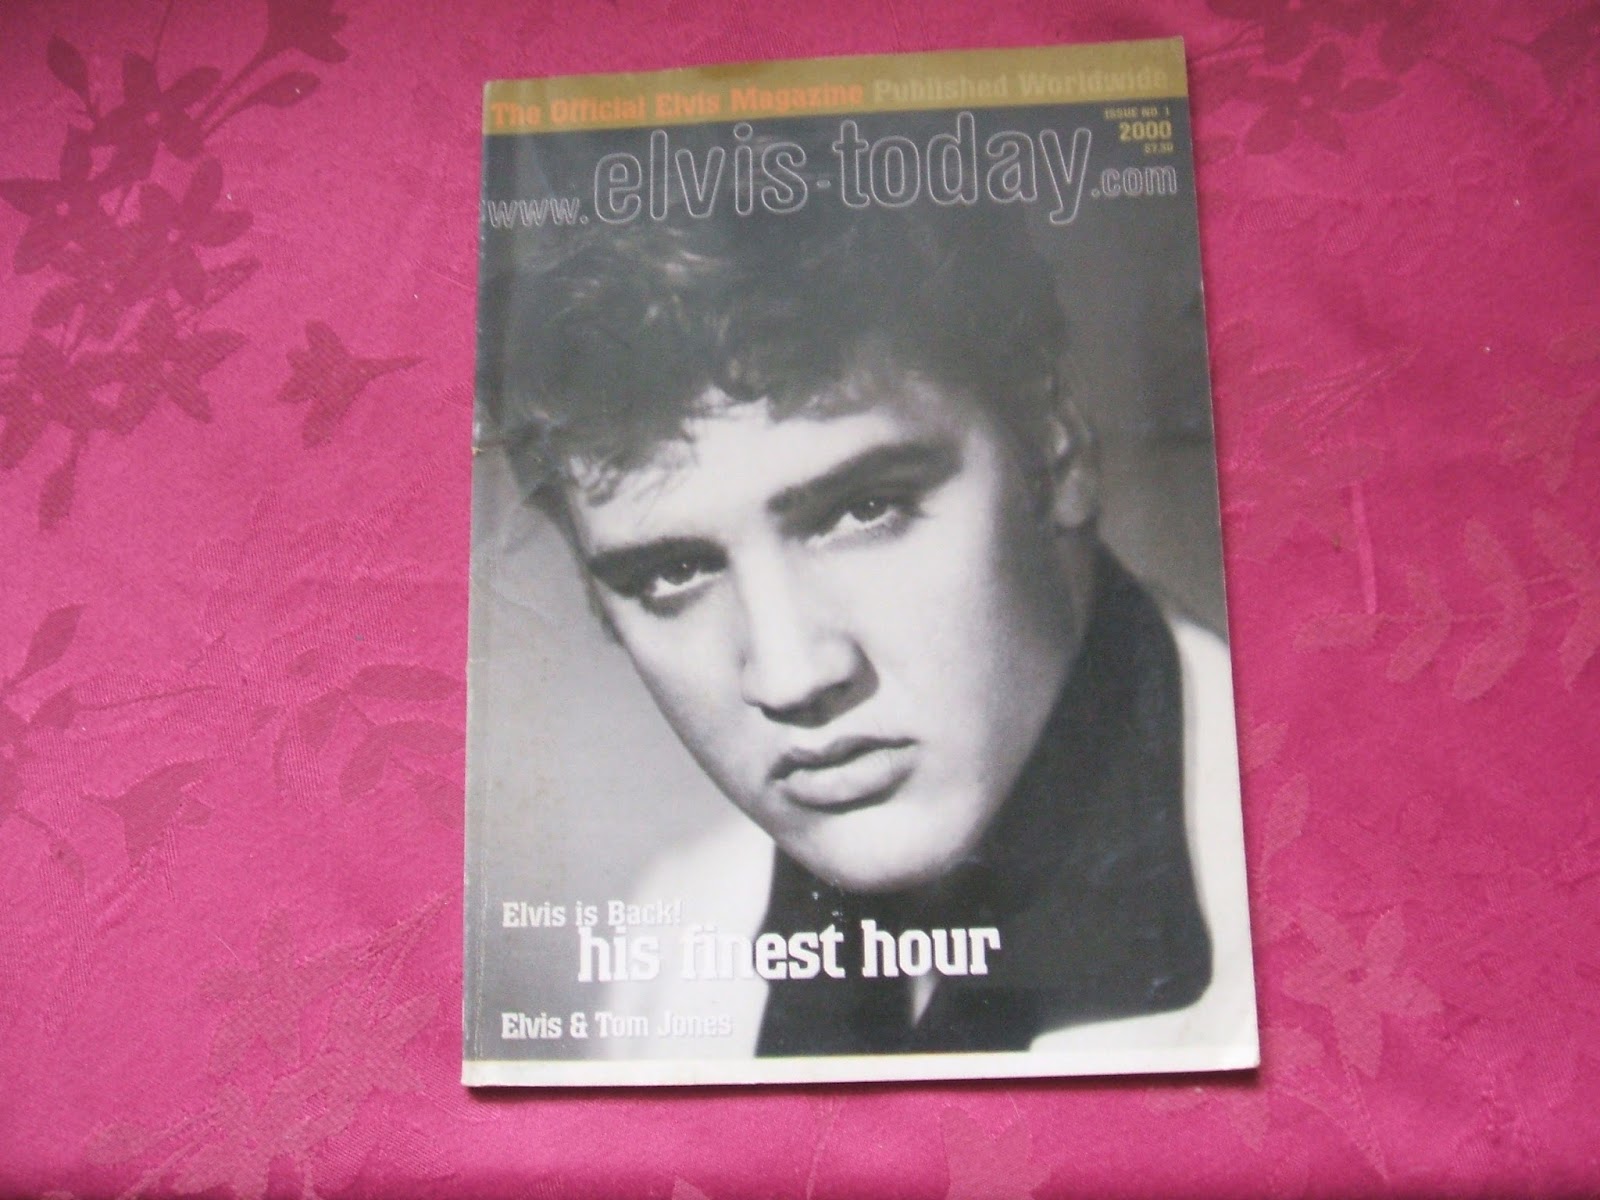 The Official Elvis Magazine Published Worldwide
ISSUE NO. 1
2000
www.elvis-today.com
Elvis is Back!
his finest hour
Elvis & Tom Jones